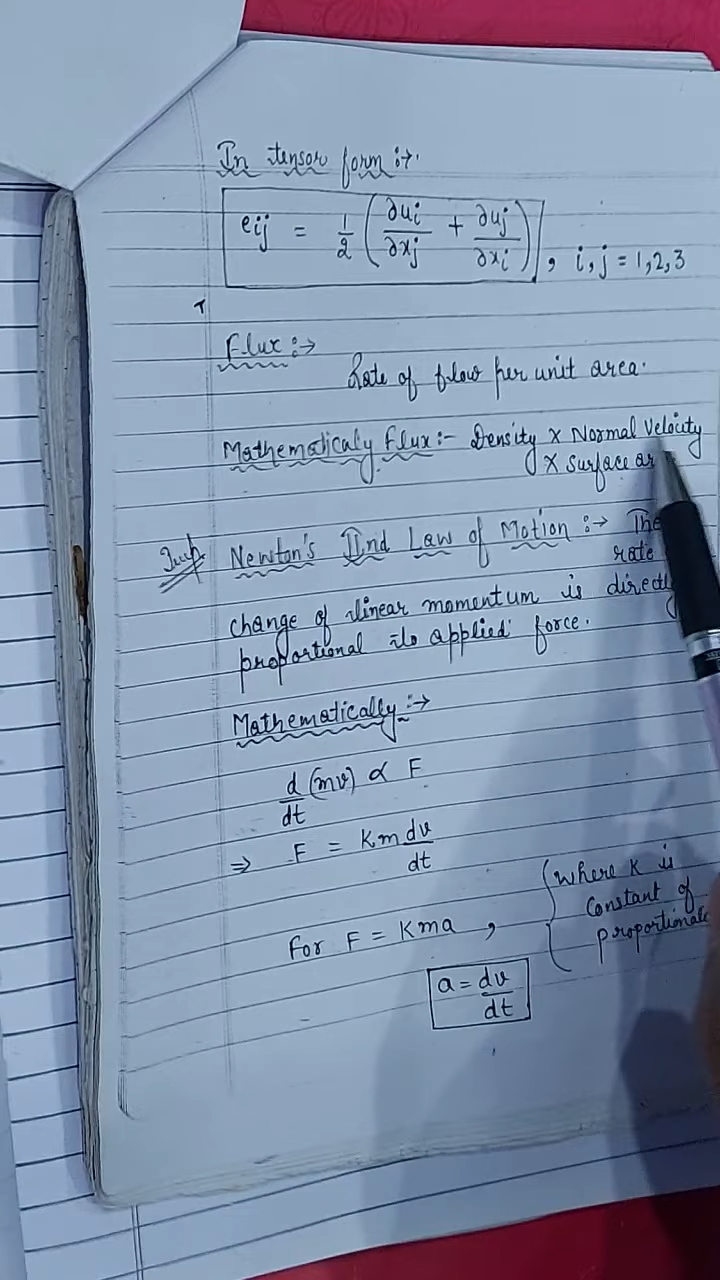 In tensor form :→
eij = 1/2 (∂ui/∂xj + ∂uj/∂xi) , i, j = 1, 2, 3
Flux :→
Rate of flow per unit area.
Mathematicaly flux :- Density × Normal Velocity
× Surface ar
Imp Newton's IInd Law of Motion :→ The
rate
change of linear momentum is directly
proportional to applied force.
Mathematically :→
d/dt (mv) ∝ F
⇒ F = Km dv/dt
for F = Kma , { where K is
constant of
proportionali
a = dv/dt